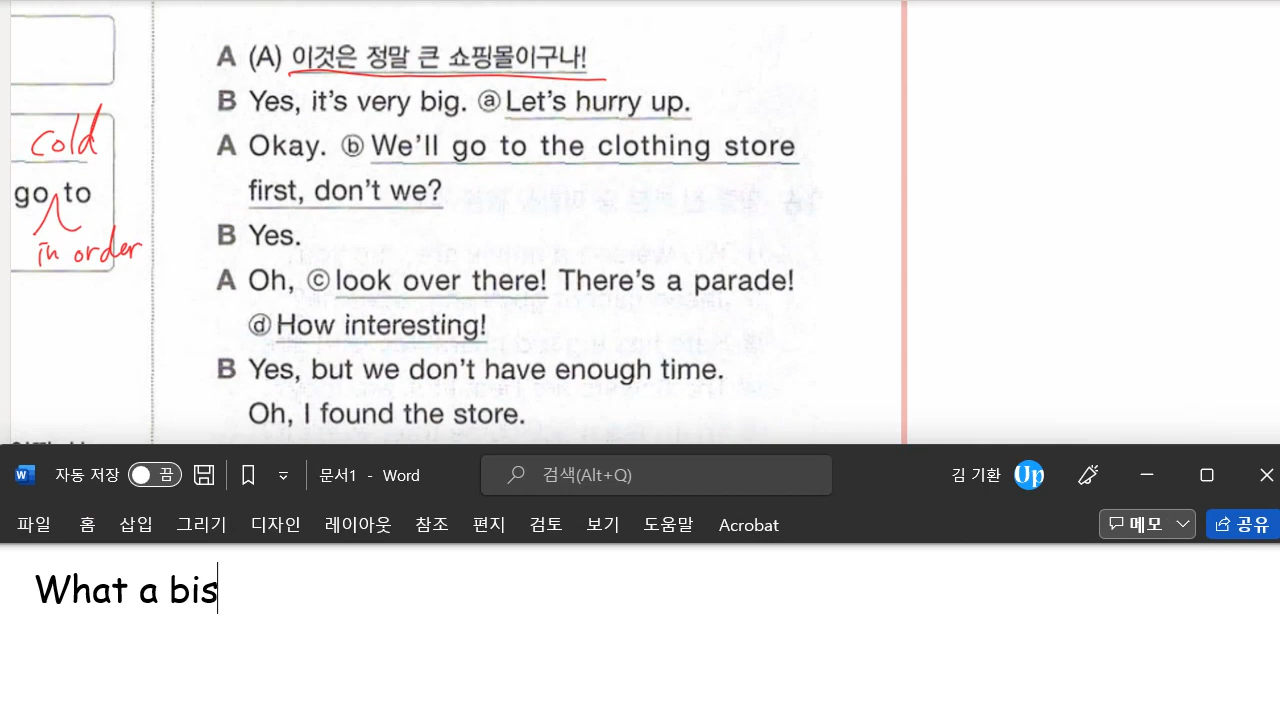 cold
go to
in order
A (A) 이것은 정말 큰 쇼핑몰이구나!
B Yes, it's very big. ⓐ Let's hurry up.
A Okay. ⓑ We'll go to the clothing store
first, don't we?
B Yes.
A Oh, ⓒ look over there! There's a parade!
ⓓ How interesting!
B Yes, but we don't have enough time.
Oh, I found the store.
자동 저장 끔 문서1 - Word 검색(Alt+Q) 김 기환 Up
파일 홈 삽입 그리기 디자인 레이아웃 참조 편지 검토 보기 도움말 Acrobat 메모 공유
What a bis